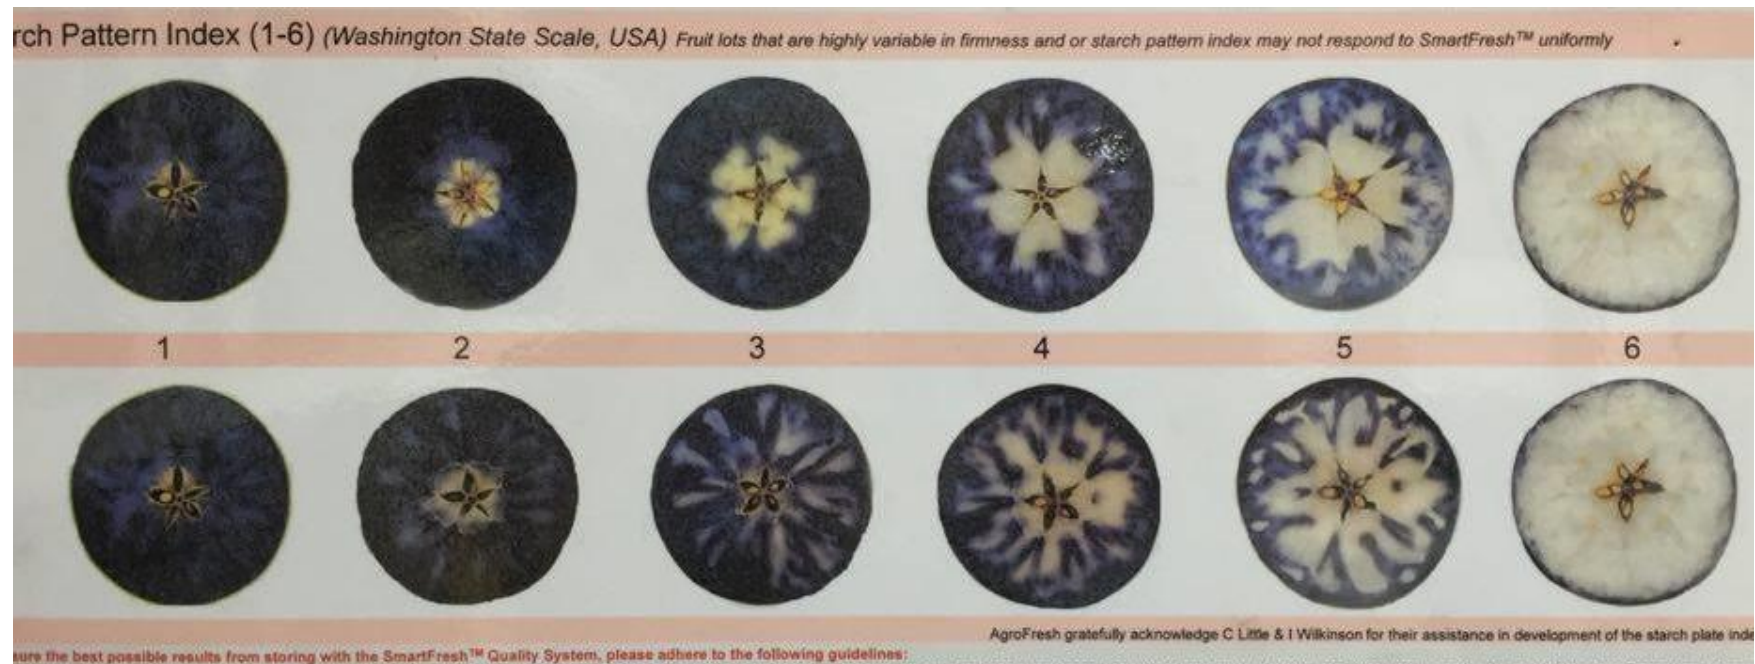 rch Pattern Index (1-6) (Washington State Scale, USA) Fruit lots that are highly variable in firmness and or starch pattern index may not respond to SmartFresh™ uniformly
1 2 3 4 5 6
AgroFresh gratefully acknowledge C Little & I Wilkinson for their assistance in development of the starch plate inde
sure the best possible results from storing with the SmartFresh™ Quality System, please adhere to the following guidelines: